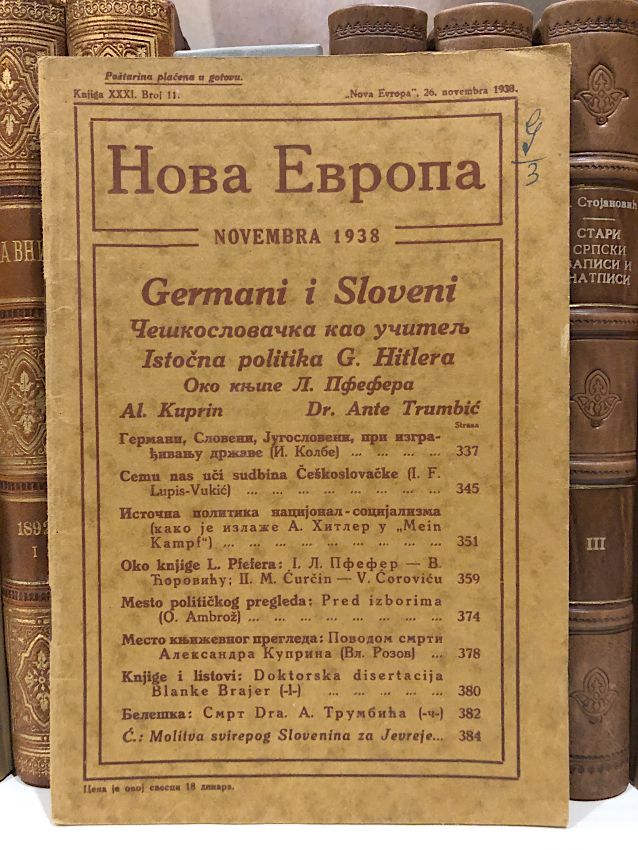 Poštarina plaćena u gotovu.
Knjiga XXXI. Broj 11.
„Nova Evropa“, 26. novembra 1938.
Нова Европа
NOVEMBRA 1938
Germani i Sloveni
Чешкословачка као учитељ
Istočna politika G. Hitlera
Око књиге Л. Пфефера
Al. Kuprin Dr. Ante Trumbić
Strana
Германи, Словени, Југословени, при изгра-
ђивању државе (И. Колбе) ... ... ... ... 337
Čemu nas uči sudbina Češkoslovačke (I. F.
Lupis-Vukić) ... ... ... ... ... ... ... ... 345
Источна политика национал-социјализма
(како је излаже А. Хитлер у „Mein
Kampf“) ... ... ... ... ... ... ... ... ... 351
Oko knjige L. Pfefera: I. Л. Пфефер — В.
Ћоровићу; II. M. Ćurčin — V. Ćoroviću 359
Mesto političkog pregleda: Pred izborima
(O. Ambrož) ... ... ... ... ... ... ... ... 374
Место књижевног прегледа: Поводом смрти
Александра Куприна (Вл. Розов) ... ... 378
Knjige i listovi: Doktorska disertacija
Blanke Brajer (-l-) ... ... ... ... ... 380
Белешка: Смрт Dra. А. Трумбића (-ч-) 382
Ć.: Molitva svirepog Slovenina za Jevreje... 384
Цена је овој свесци 18 динара.
3
АВНИ
1892
I
. Стојановић
СТАРИ
СРПСКИ
ЗАПИСИ И
НАТПИСИ
III